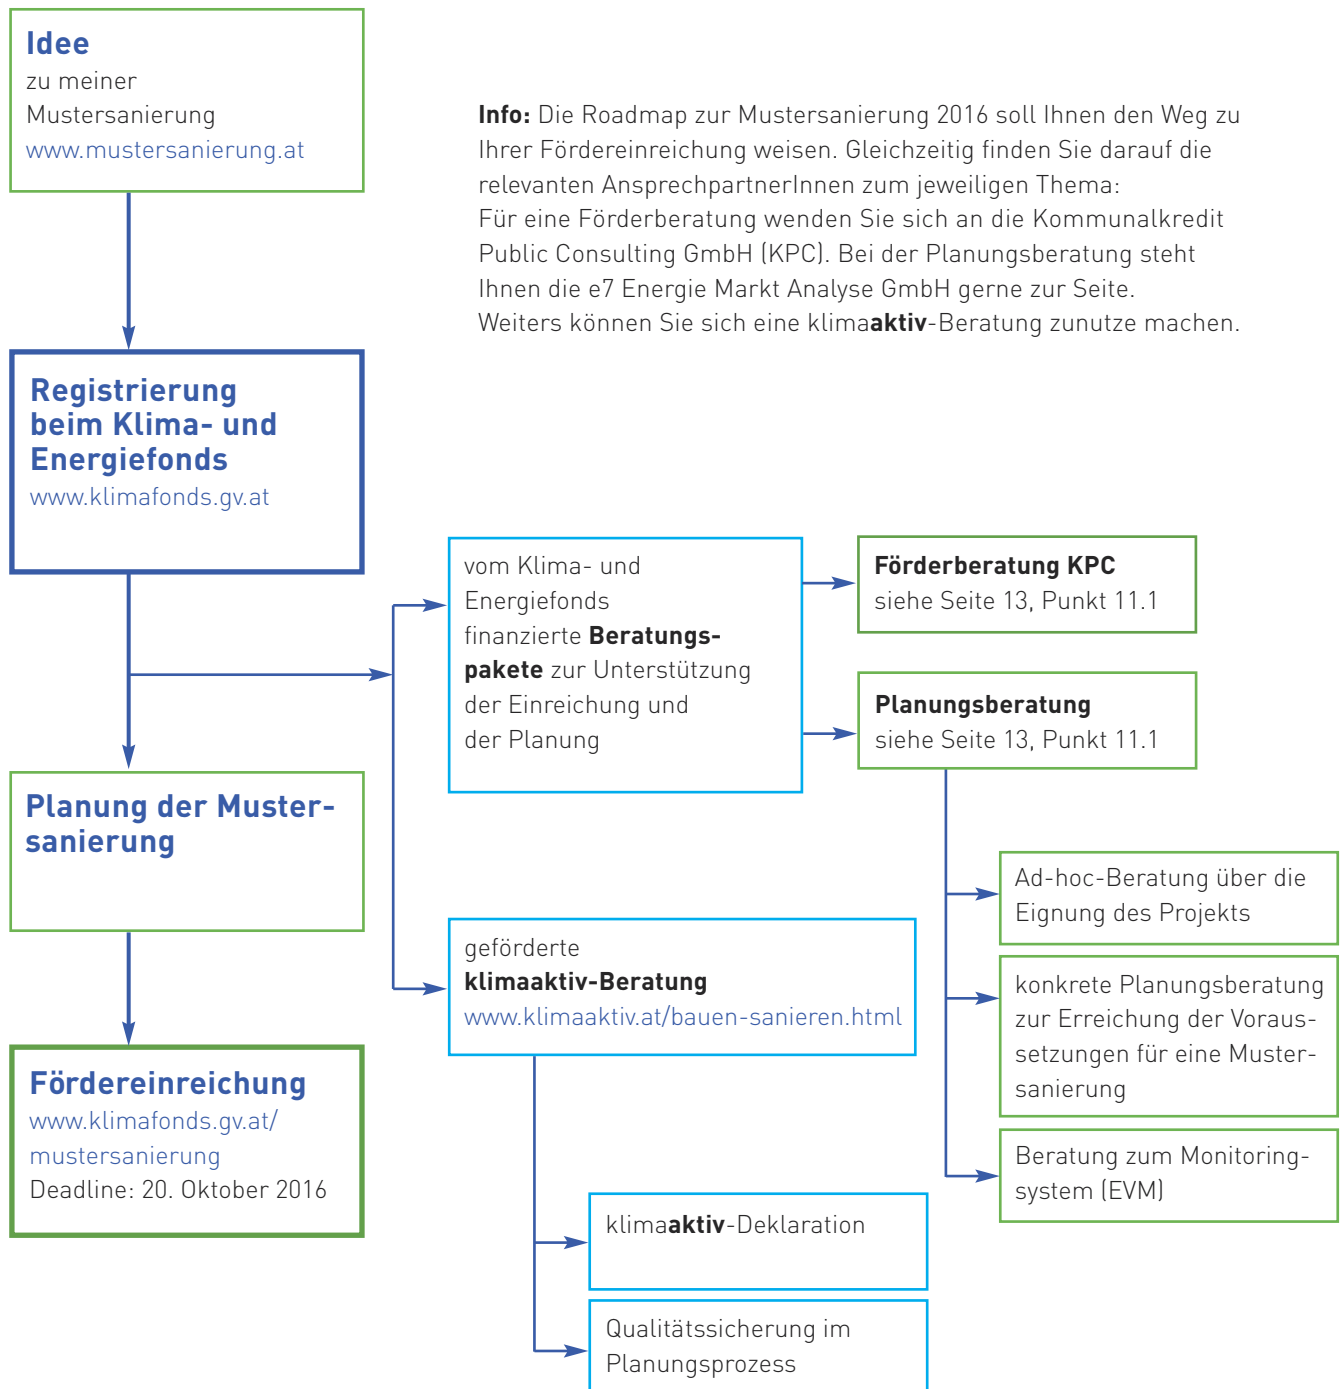 Idee
zu meiner
Mustersanierung
www.mustersanierung.at
Info: Die Roadmap zur Mustersanierung 2016 soll Ihnen den Weg zu
Ihrer Fördereinreichung weisen. Gleichzeitig finden Sie darauf die
relevanten AnsprechpartnerInnen zum jeweiligen Thema:
Für eine Förderberatung wenden Sie sich an die Kommunalkredit
Public Consulting GmbH (KPC). Bei der Planungsberatung steht
Ihnen die e7 Energie Markt Analyse GmbH gerne zur Seite.
Weiters können Sie sich eine klimaaktiv-Beratung zunutze machen.
Registrierung
beim Klima- und
Energiefonds
www.klimafonds.gv.at
vom Klima- und
Energiefonds
finanzierte Beratungs-
pakete zur Unterstützung
der Einreichung und
der Planung
Förderberatung KPC
siehe Seite 13, Punkt 11.1
Planungsberatung
siehe Seite 13, Punkt 11.1
Planung der Muster-
sanierung
Ad-hoc-Beratung über die
Eignung des Projekts
konkrete Planungsberatung
zur Erreichung der Voraus-
setzungen für eine Muster-
sanierung
Beratung zum Monitoring-
system (EVM)
geförderte
klimaaktiv-Beratung
www.klimaaktiv.at/bauen-sanieren.html
Fördereinreichung
www.klimafonds.gv.at/
mustersanierung
Deadline: 20. Oktober 2016
klimaaktiv-Deklaration
Qualitätssicherung im
Planungsprozess